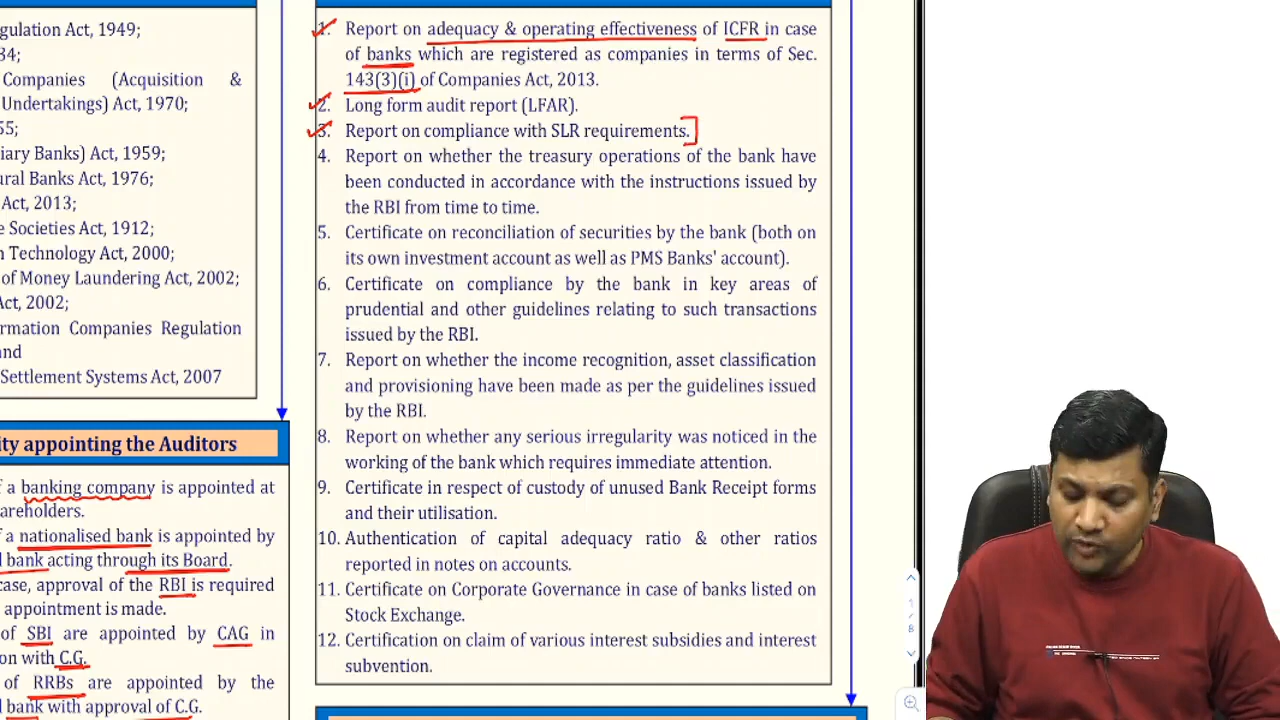 egulation Act, 1949;
34;
Companies (Acquisition &
Undertakings) Act, 1970;
55;
iary Banks) Act, 1959;
ural Banks Act, 1976;
Act, 2013;
e Societies Act, 1912;
n Technology Act, 2000;
of Money Laundering Act, 2002;
Act, 2002;
ormation Companies Regulation
and
Settlement Systems Act, 2007
ity appointing the Auditors
f a banking company is appointed at
areholders.
f a nationalised bank is appointed by
d bank acting through its Board.
case, approval of the RBI is required
appointment is made.
of SBI are appointed by CAG in
on with C.G.
of RRBs are appointed by the
d bank with approval of C.G.
1. Report on adequacy & operating effectiveness of ICFR in case
of banks which are registered as companies in terms of Sec.
143(3)(i) of Companies Act, 2013.
2. Long form audit report (LFAR).
3. Report on compliance with SLR requirements.
4. Report on whether the treasury operations of the bank have
been conducted in accordance with the instructions issued by
the RBI from time to time.
5. Certificate on reconciliation of securities by the bank (both on
its own investment account as well as PMS Banks' account).
6. Certificate on compliance by the bank in key areas of
prudential and other guidelines relating to such transactions
issued by the RBI.
7. Report on whether the income recognition, asset classification
and provisioning have been made as per the guidelines issued
by the RBI.
8. Report on whether any serious irregularity was noticed in the
working of the bank which requires immediate attention.
9. Certificate in respect of custody of unused Bank Receipt forms
and their utilisation.
10. Authentication of capital adequacy ratio & other ratios
reported in notes on accounts.
11. Certificate on Corporate Governance in case of banks listed on
Stock Exchange.
12. Certification on claim of various interest subsidies and interest
subvention.
1
/
8